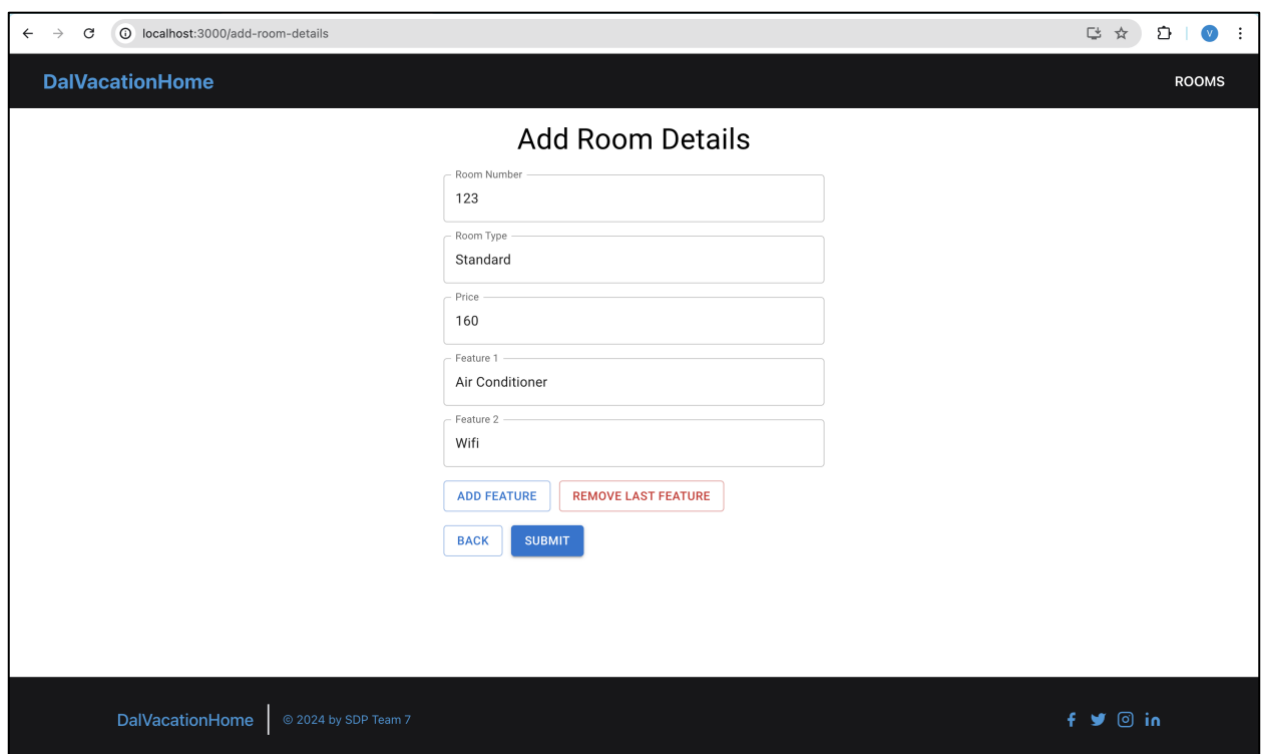 localhost:3000/add-room-details
V
DalVacationHome
ROOMS
Add Room Details
Room Number
123
Room Type
Standard
Price
160
Feature 1
Air Conditioner
Feature 2
Wifi
ADD FEATURE REMOVE LAST FEATURE
BACK SUBMIT
DalVacationHome © 2024 by SDP Team 7